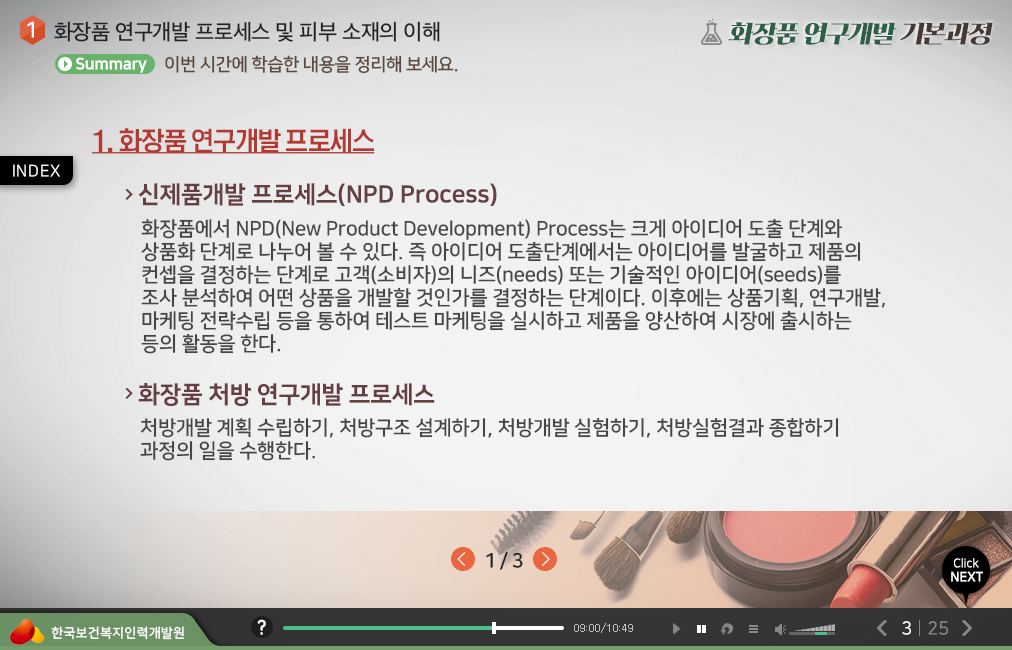 1 화장품 연구개발 프로세스 및 피부 소재의 이해
화장품 연구개발 기본과정
Summary 이번 시간에 학습한 내용을 정리해 보세요.
1. 화장품 연구개발 프로세스
INDEX
> 신제품개발 프로세스(NPD Process)
화장품에서 NPD(New Product Development) Process는 크게 아이디어 도출 단계와
상품화 단계로 나누어 볼 수 있다. 즉 아이디어 도출단계에서는 아이디어를 발굴하고 제품의
컨셉을 결정하는 단계로 고객(소비자)의 니즈(needs) 또는 기술적인 아이디어(seeds)를
조사 분석하여 어떤 상품을 개발할 것인가를 결정하는 단계이다. 이후에는 상품기획, 연구개발,
마케팅 전략수립 등을 통하여 테스트 마케팅을 실시하고 제품을 양산하여 시장에 출시하는
등의 활동을 한다.
> 화장품 처방 연구개발 프로세스
처방개발 계획 수립하기, 처방구조 설계하기, 처방개발 실험하기, 처방실험결과 종합하기
과정의 일을 수행한다.
1 / 3
Click
NEXT
한국보건복지인력개발원
?
09:00/10:49
3 | 25